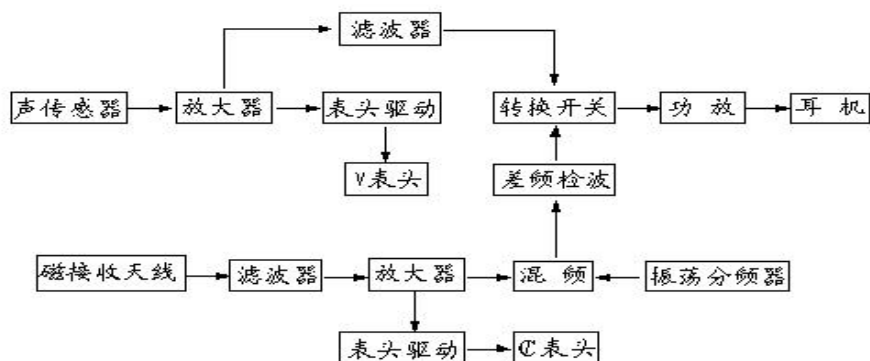 滤波器
声传感器 放大器 表头驱动 转换开关 功 放 耳 机
V表头 差频检波
磁接收天线 滤波器 放大器 混 频 振荡分频器
表头驱动 ℂ表头